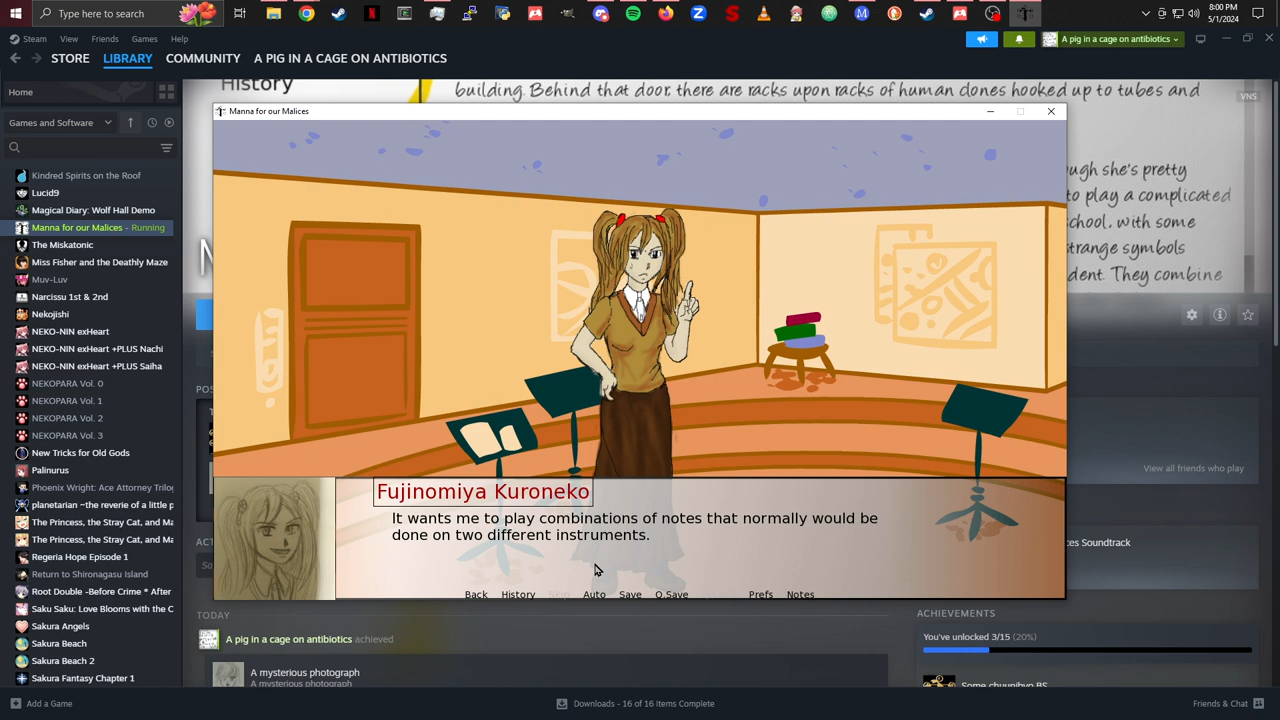 Type here to search
8:00 PM
5/1/2024
Steam View Friends Games Help
A pig in a cage on antibiotics
STORE LIBRARY COMMUNITY A PIG IN A CAGE ON ANTIBIOTICS
Home
Games and Software
Kindred Spirits on the Roof
Lucid9
Magical Diary: Wolf Hall Demo
Manna for our Malices - Running
The Miskatonic
Miss Fisher and the Deathly Maze
Muv-Luv
Narcissu 1st & 2nd
Nekojishi
NEKO-NIN exHeart
NEKO-NIN exHeart +PLUS Nachi
NEKO-NIN exHeart +PLUS Saiha
NEKOPARA Vol. 0
NEKOPARA Vol. 1
NEKOPARA Vol. 2
NEKOPARA Vol. 3
New Tricks for Old Gods
Palinurus
Phoenix Wright: Ace Attorney Trilog
planetarian ~the reverie of a little p
The Princess, the Stray Cat, and Ma
The Princess, the Stray Cat, and Ma
Regeria Hope Episode 1
Return to Shironagasu Island
Root Double -Before Crime * After
Saku Saku: Love Blooms with the C
Sakura Angels
Sakura Beach
Sakura Beach 2
Sakura Fantasy Chapter 1
History
building. Behind that door, there are racks upon racks of human clones hooked up to tubes and
VNS
ugh she's pretty
to play a complicated
school, with some
strange symbols
dent. They combine
Manna for our Malices
Fujinomiya Kuroneko
It wants me to play combinations of notes that normally would be
done on two different instruments.
Back History Skip Auto Save Q.Save Prefs Notes
View all friends who play
ces Soundtrack
TODAY
A pig in a cage on antibiotics achieved
A mysterious photograph
A mysterious photograph
ACHIEVEMENTS
You've unlocked 3/15 (20%)
Some chuunibyo BS
Add a Game
Downloads - 16 of 16 Items Complete
Friends & Chat